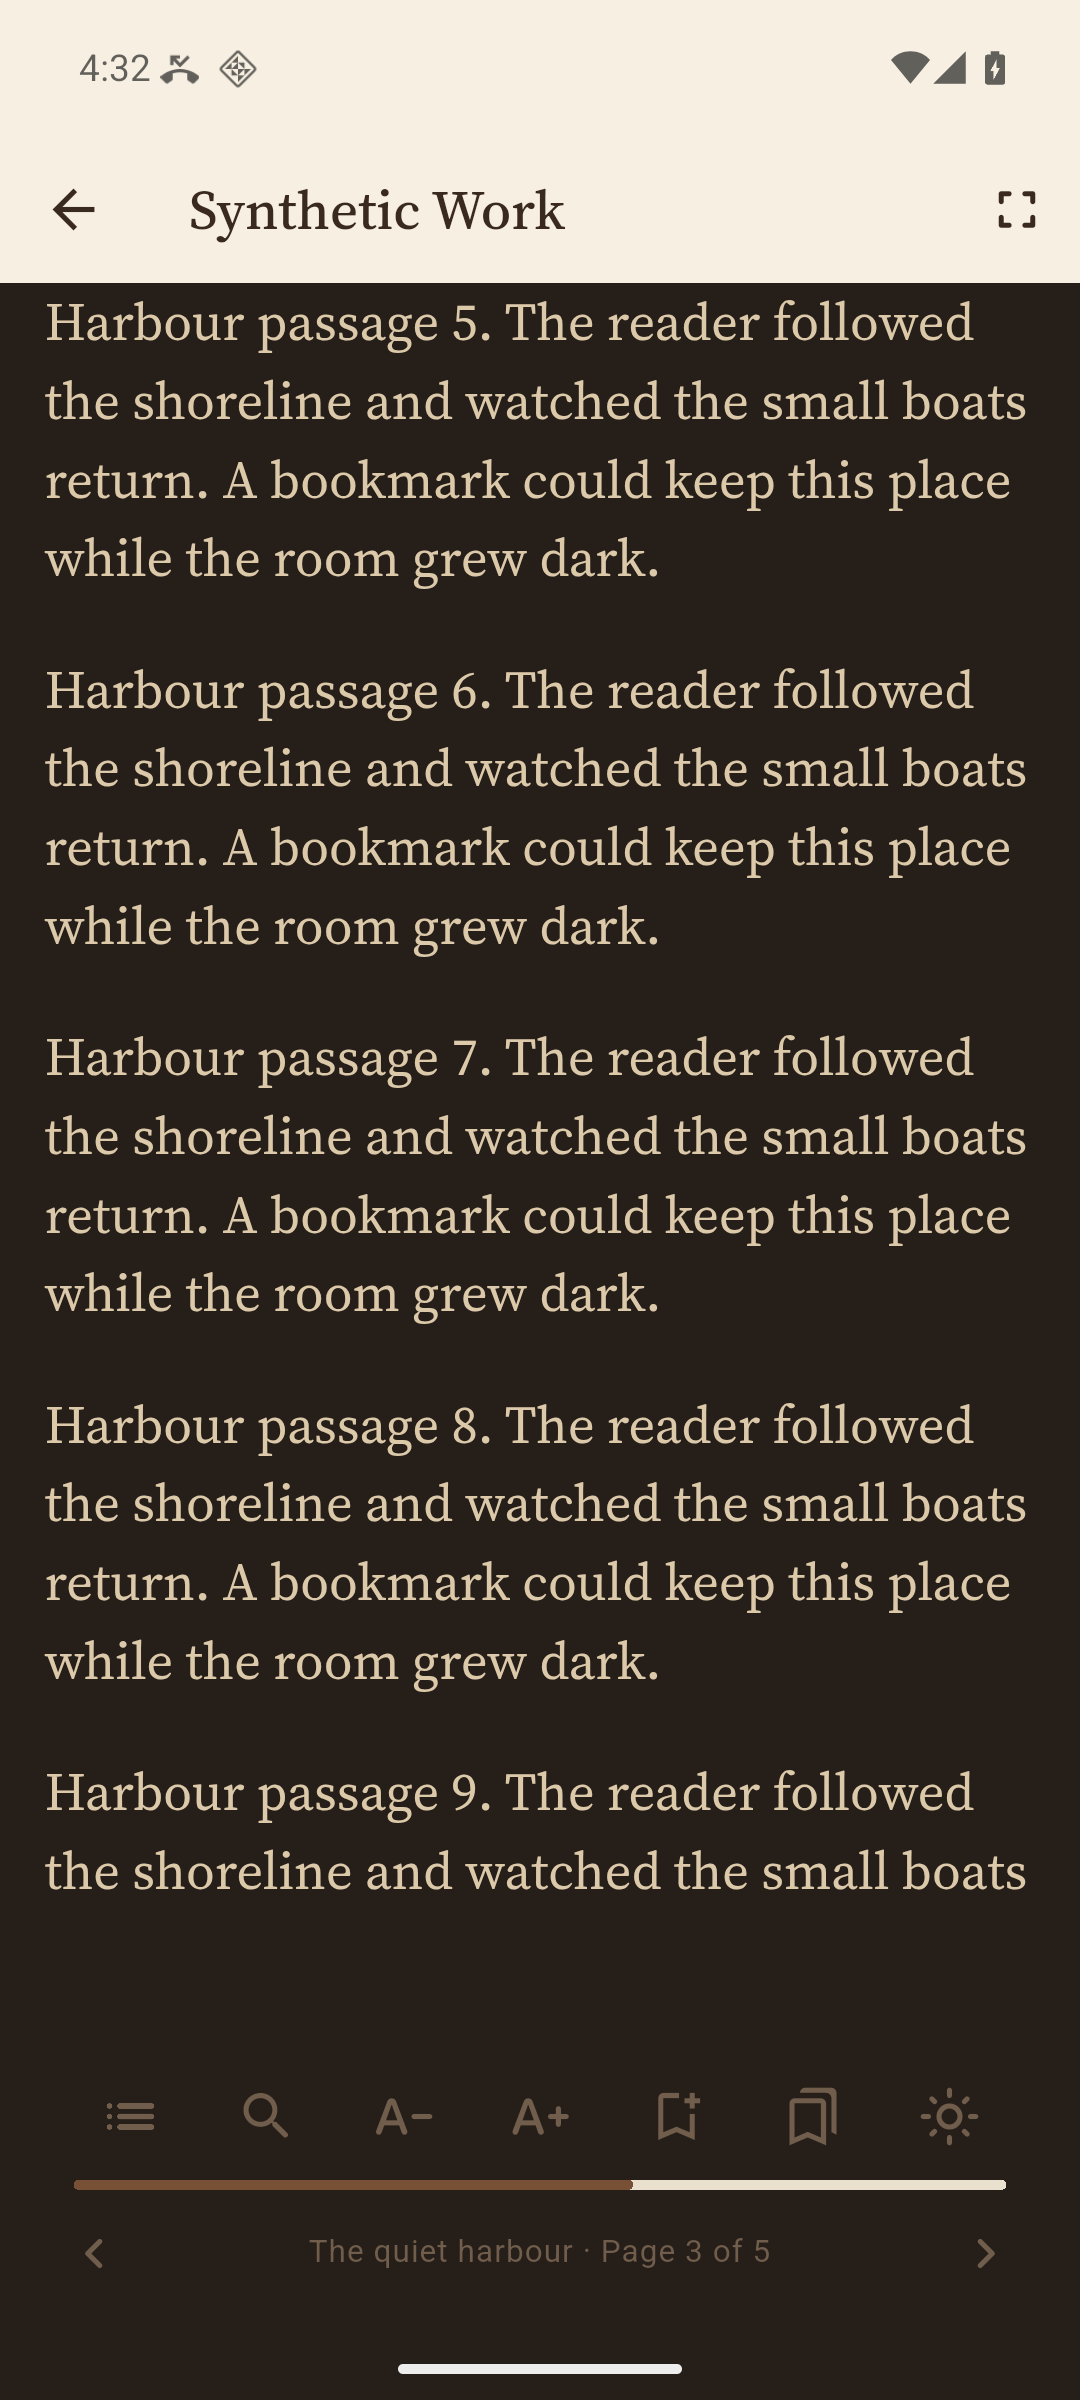 4:32
Synthetic Work
Harbour passage 5. The reader followed
the shoreline and watched the small boats
return. A bookmark could keep this place
while the room grew dark.
Harbour passage 6. The reader followed
the shoreline and watched the small boats
return. A bookmark could keep this place
while the room grew dark.
Harbour passage 7. The reader followed
the shoreline and watched the small boats
return. A bookmark could keep this place
while the room grew dark.
Harbour passage 8. The reader followed
the shoreline and watched the small boats
return. A bookmark could keep this place
while the room grew dark.
Harbour passage 9. The reader followed
the shoreline and watched the small boats
A− A+
The quiet harbour · Page 3 of 5